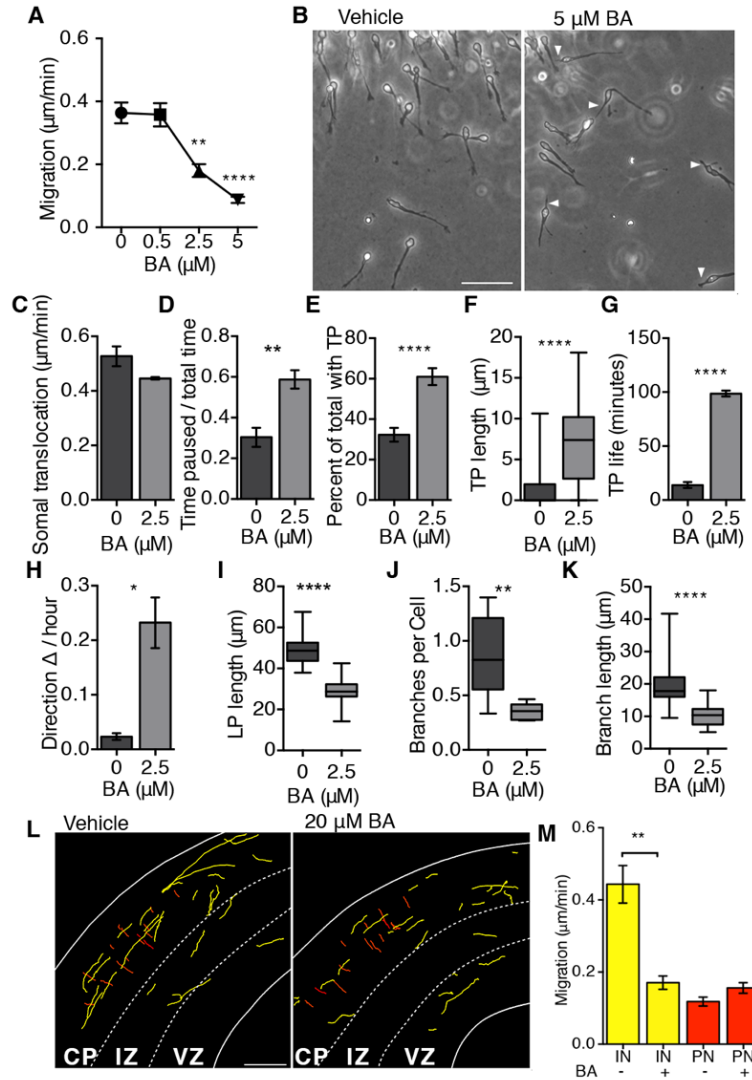 A
Migration (µm/min)
0.6
0.4
0.2
0.0
**
****
0 0.5 2.5 5
BA (µM)
B
Vehicle
5 µM BA
C
Somal translocation (µm/min)
0.6
0.4
0.2
0.0
0 2.5
BA (µM)
D
Time paused / total time
0.8
0.6
0.4
0.2
0.0
**
0 2.5
BA (µM)
E
Percent of total with TP
80
60
40
20
0
****
0 2.5
BA (µM)
F
TP length (µm)
20
15
10
5
0
****
0 2.5
BA (µM)
G
TP life (minutes)
150
100
50
0
****
0 2.5
BA (µM)
H
Direction Δ / hour
0.3
0.2
0.1
0.0
*
0 2.5
BA (µM)
I
LP length (µm)
80
60
40
20
0
****
0 2.5
BA (µM)
J
Branches per Cell
1.5
1.0
0.5
0.0
**
0 2.5
BA (µM)
K
Branch length (µm)
50
40
30
20
10
0
****
0 2.5
BA (µM)
L
Vehicle
20 µM BA
CP IZ VZ
CP IZ VZ
M
Migration (µm/min)
0.6
0.4
0.2
0.0
**
IN IN PN PN
BA - + - +